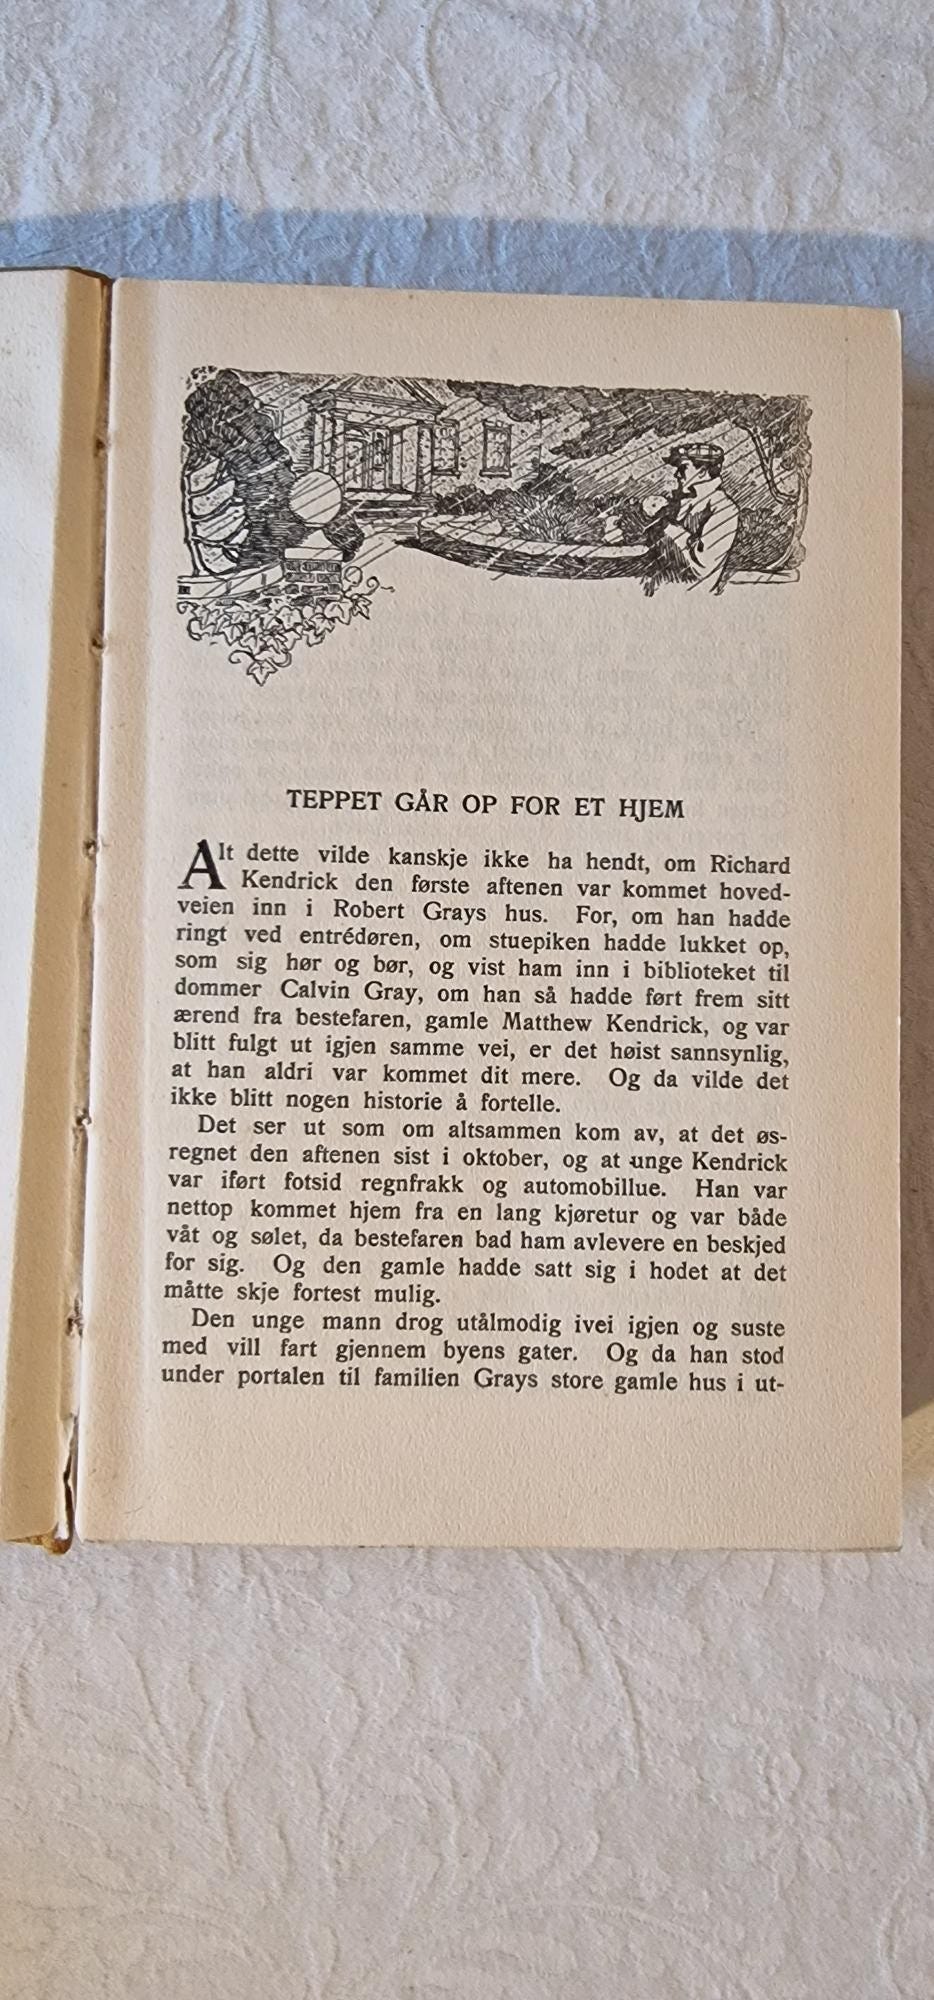 TEPPET GÅR OP FOR ET HJEM
Alt dette vilde kanskje ikke ha hendt, om Richard
Kendrick den første aftenen var kommet hoved-
veien inn i Robert Grays hus. For, om han hadde
ringt ved entrédøren, om stuepiken hadde lukket op,
som sig hør og bør, og vist ham inn i biblioteket til
dommer Calvin Gray, om han så hadde ført frem sitt
ærend fra bestefaren, gamle Matthew Kendrick, og var
blitt fulgt ut igjen samme vei, er det høist sannsynlig,
at han aldri var kommet dit mere. Og da vilde det
ikke blitt nogen historie å fortelle.
Det ser ut som om altsammen kom av, at det øs-
regnet den aftenen sist i oktober, og at unge Kendrick
var iført fotsid regnfrakk og automobillue. Han var
nettop kommet hjem fra en lang kjøretur og var både
våt og sølet, da bestefaren bad ham avlevere en beskjed
for sig. Og den gamle hadde satt sig i hodet at det
måtte skje fortest mulig.
Den unge mann drog utålmodig ivei igjen og suste
med vill fart gjennem byens gater. Og da han stod
under portalen til familien Grays store gamle hus i ut-